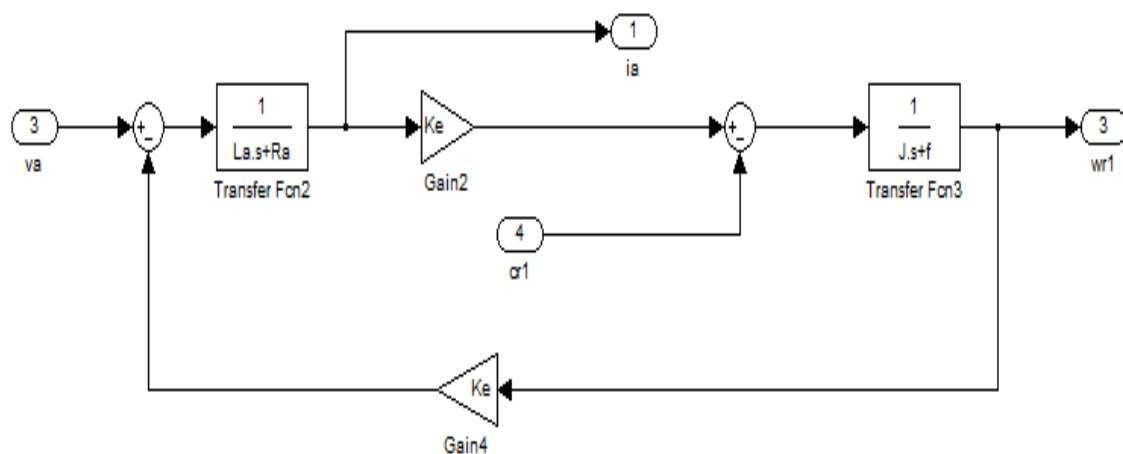 1
ia
3
va
+
-
1
La.s+Ra
Transfer Fcn2
Ke
Gain2
+
-
1
J.s+f
Transfer Fcn3
3
wr1
4
cr1
Ke
Gain4